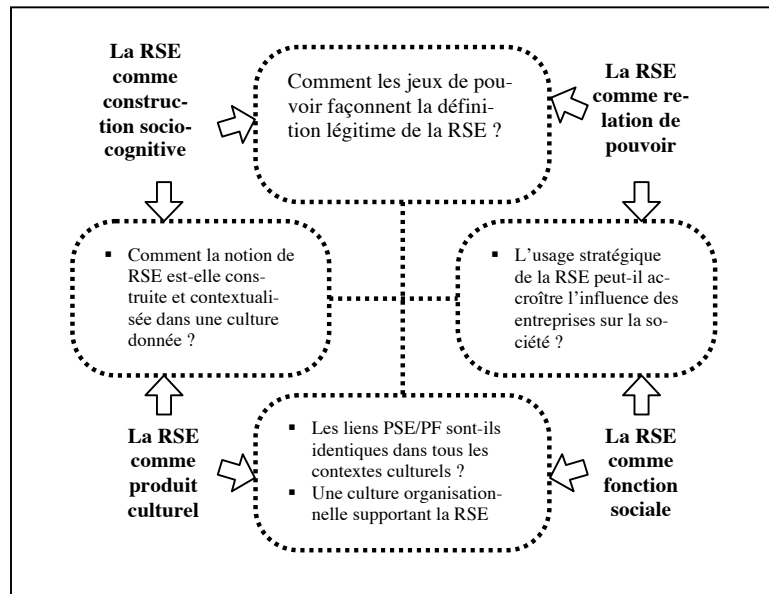 La RSE
comme
construc-
tion socio-
cognitive
Comment les jeux de pou-
voir façonnent la défini-
tion légitime de la RSE ?
La RSE
comme re-
lation de
pouvoir
▪ Comment la notion de
RSE est-elle cons-
truite et contextuali-
sée dans une culture
donnée ?
▪ L’usage stratégique
de la RSE peut-il ac-
croître l’influence des
entreprises sur la so-
ciété ?
La RSE
comme
produit
culturel
▪ Les liens PSE/PF sont-ils
identiques dans tous les
contextes culturels ?
▪ Une culture organisation-
nelle supportant la RSE
La RSE
comme
fonction
sociale